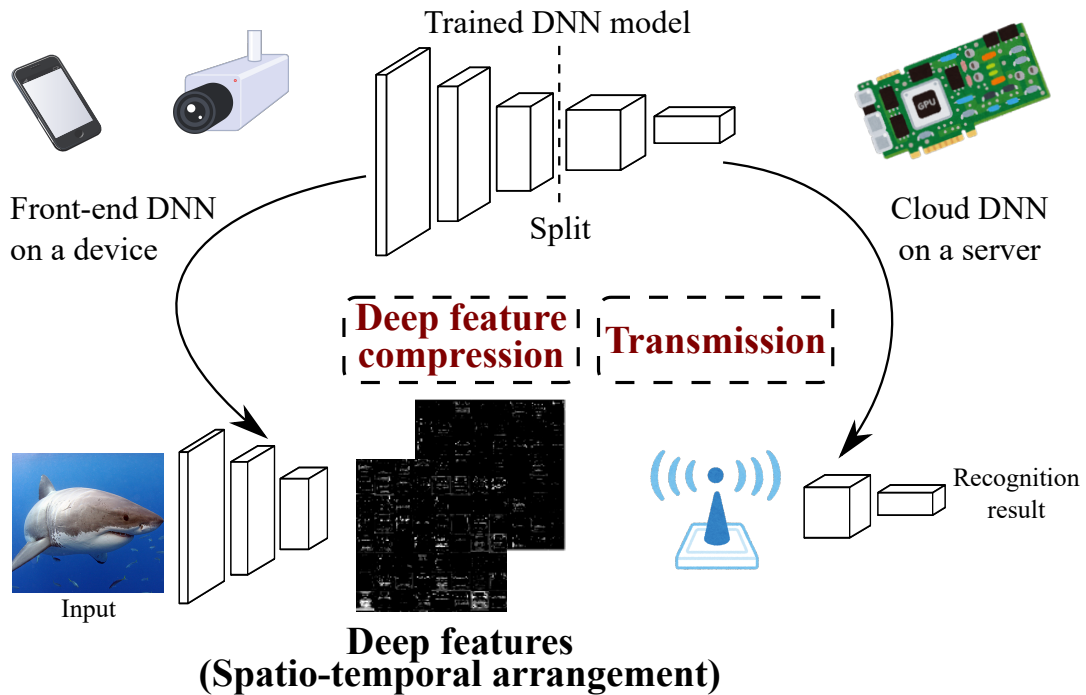 Trained DNN model
GPU
Front-end DNN
on a device
Split
Cloud DNN
on a server
Deep feature
compression
Transmission
Input
Recognition
result
Deep features
(Spatio-temporal arrangement)